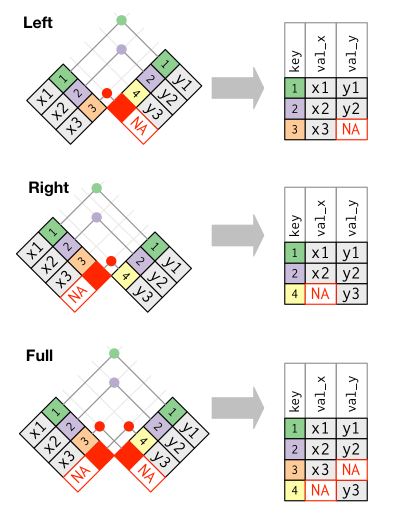 Left
1 2 3
x1 x2 x3
4 2 1
NA y3 y2 y1
key val_x val_y
1 x1 y1
2 x2 y2
3 x3 NA
Right
1 2 3
x1 x2 x3 NA
4 2 1
y3 y2 y1
key val_x val_y
1 x1 y1
2 x2 y2
4 NA y3
Full
1 2 3
x1 x2 x3 NA
4 2 1
NA y3 y2 y1
key val_x val_y
1 x1 y1
2 x2 y2
3 x3 NA
4 NA y3